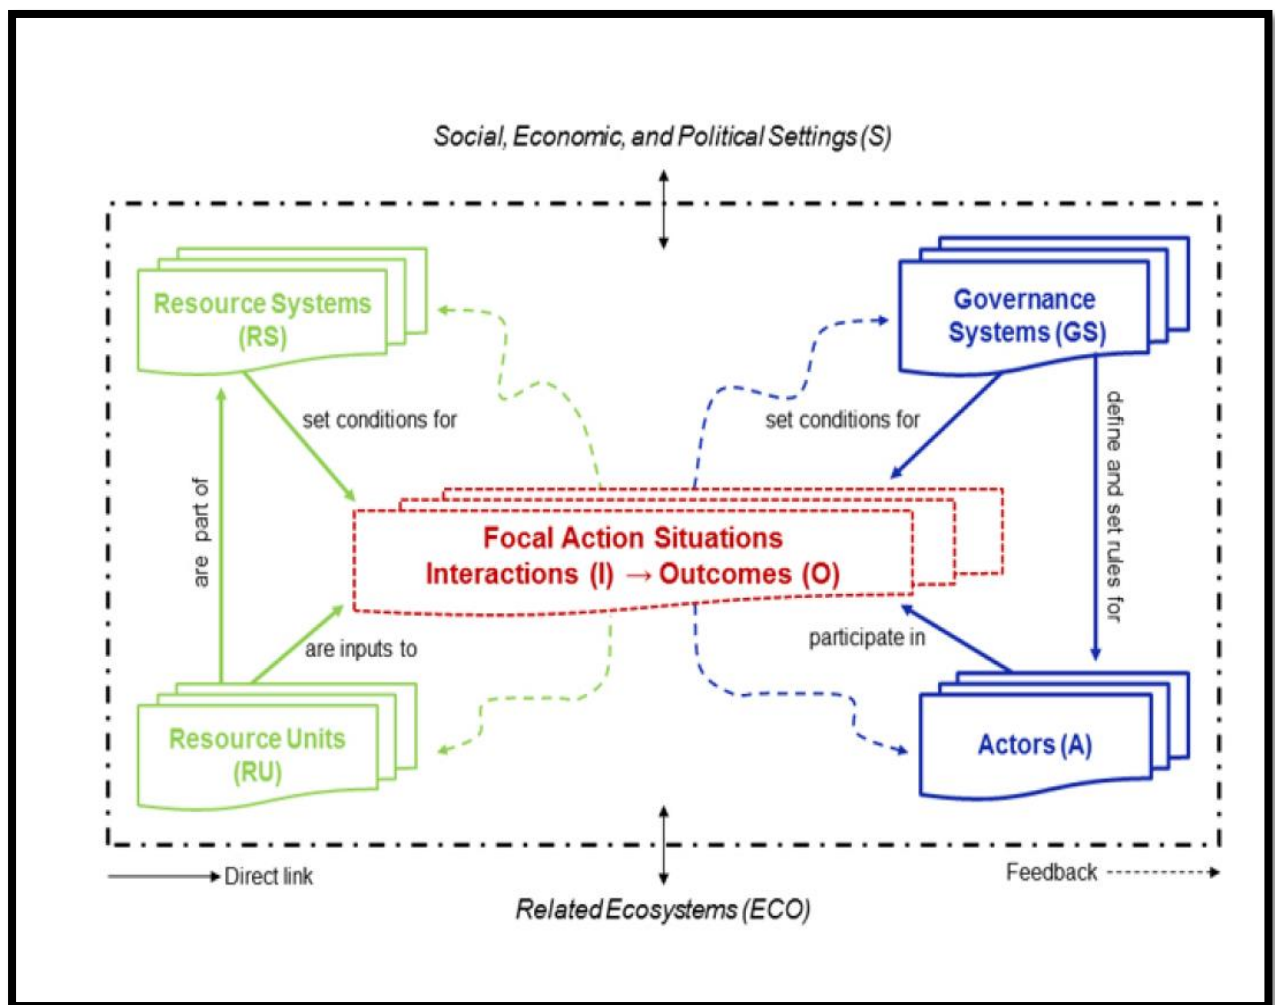 Social, Economic, and Political Settings (S)
Resource Systems
(RS)
Governance
Systems (GS)
set conditions for
set conditions for
are part of
define and set rules for
Focal Action Situations
Interactions (I) → Outcomes (O)
are inputs to
participate in
Resource Units
(RU)
Actors (A)
Direct link
Feedback
Related Ecosystems (ECO)